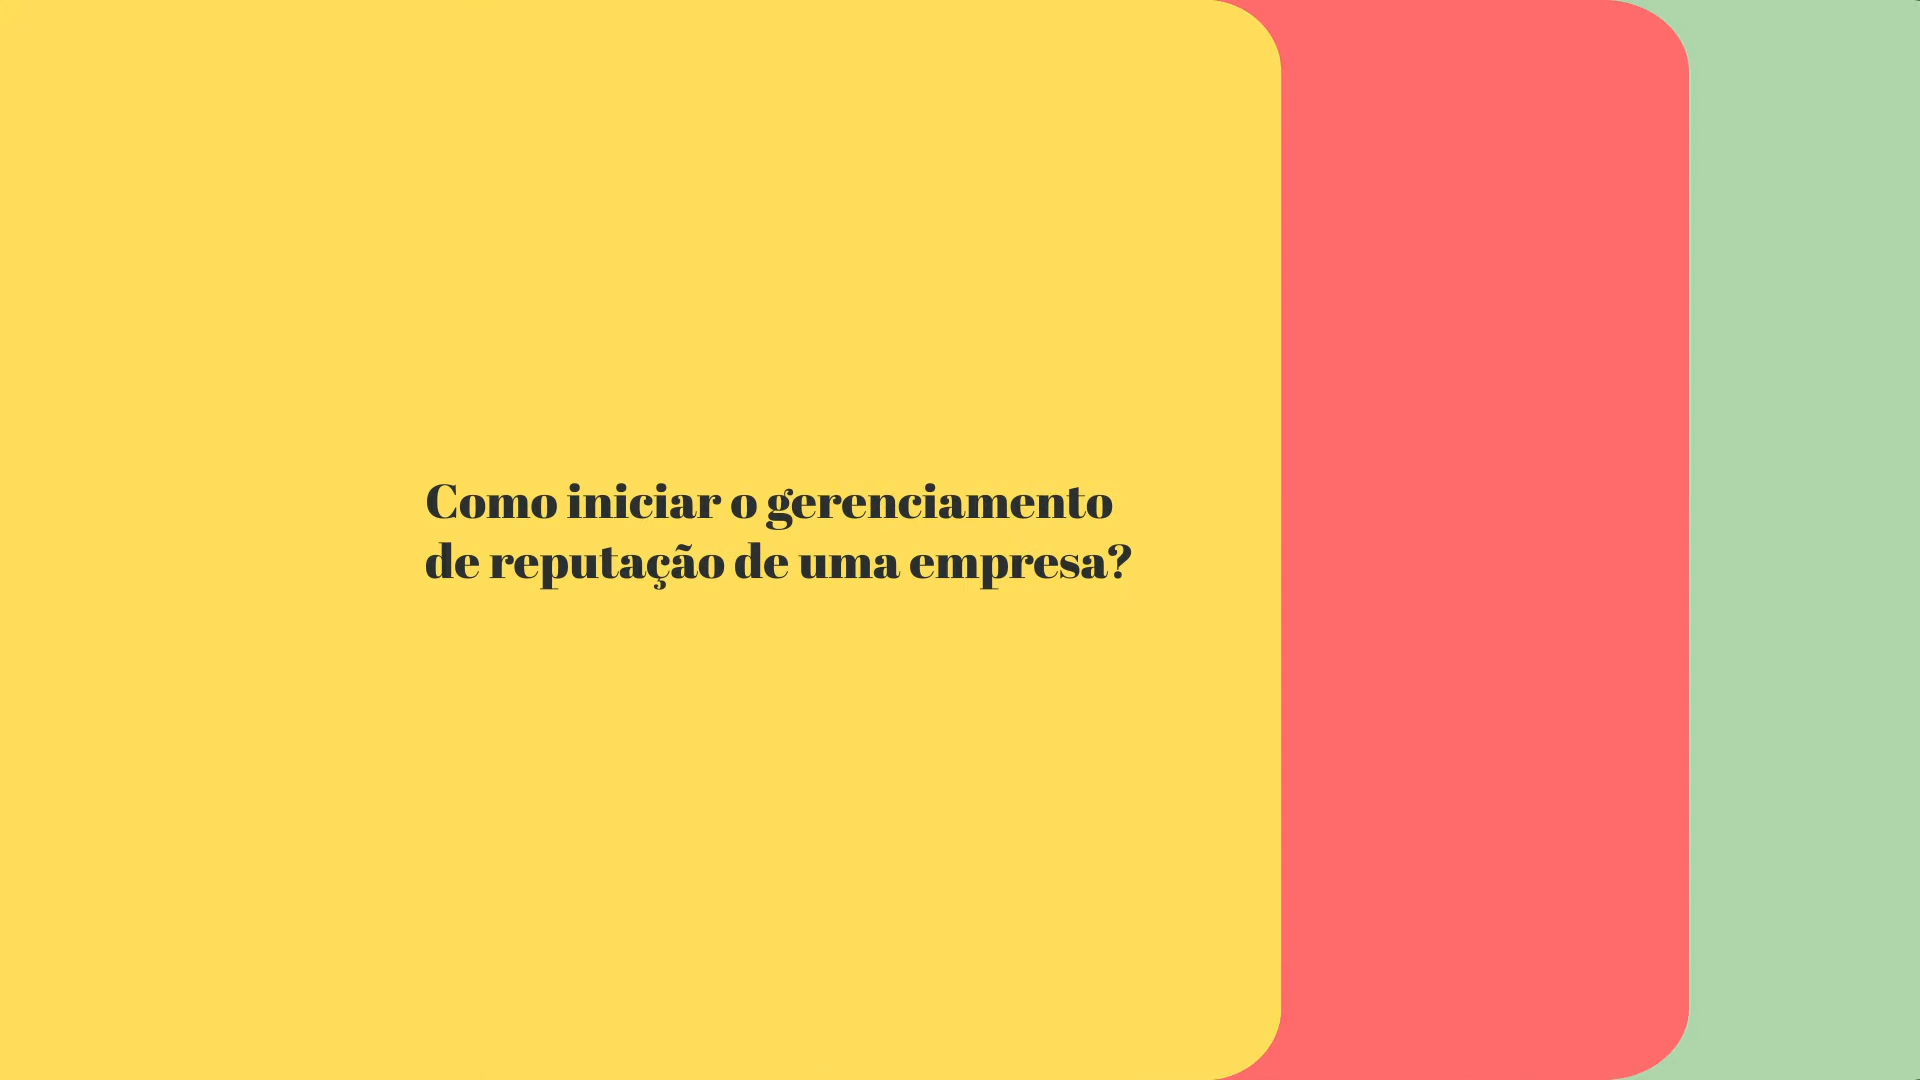 Como iniciar o gerenciamento
de reputação de uma empresa?